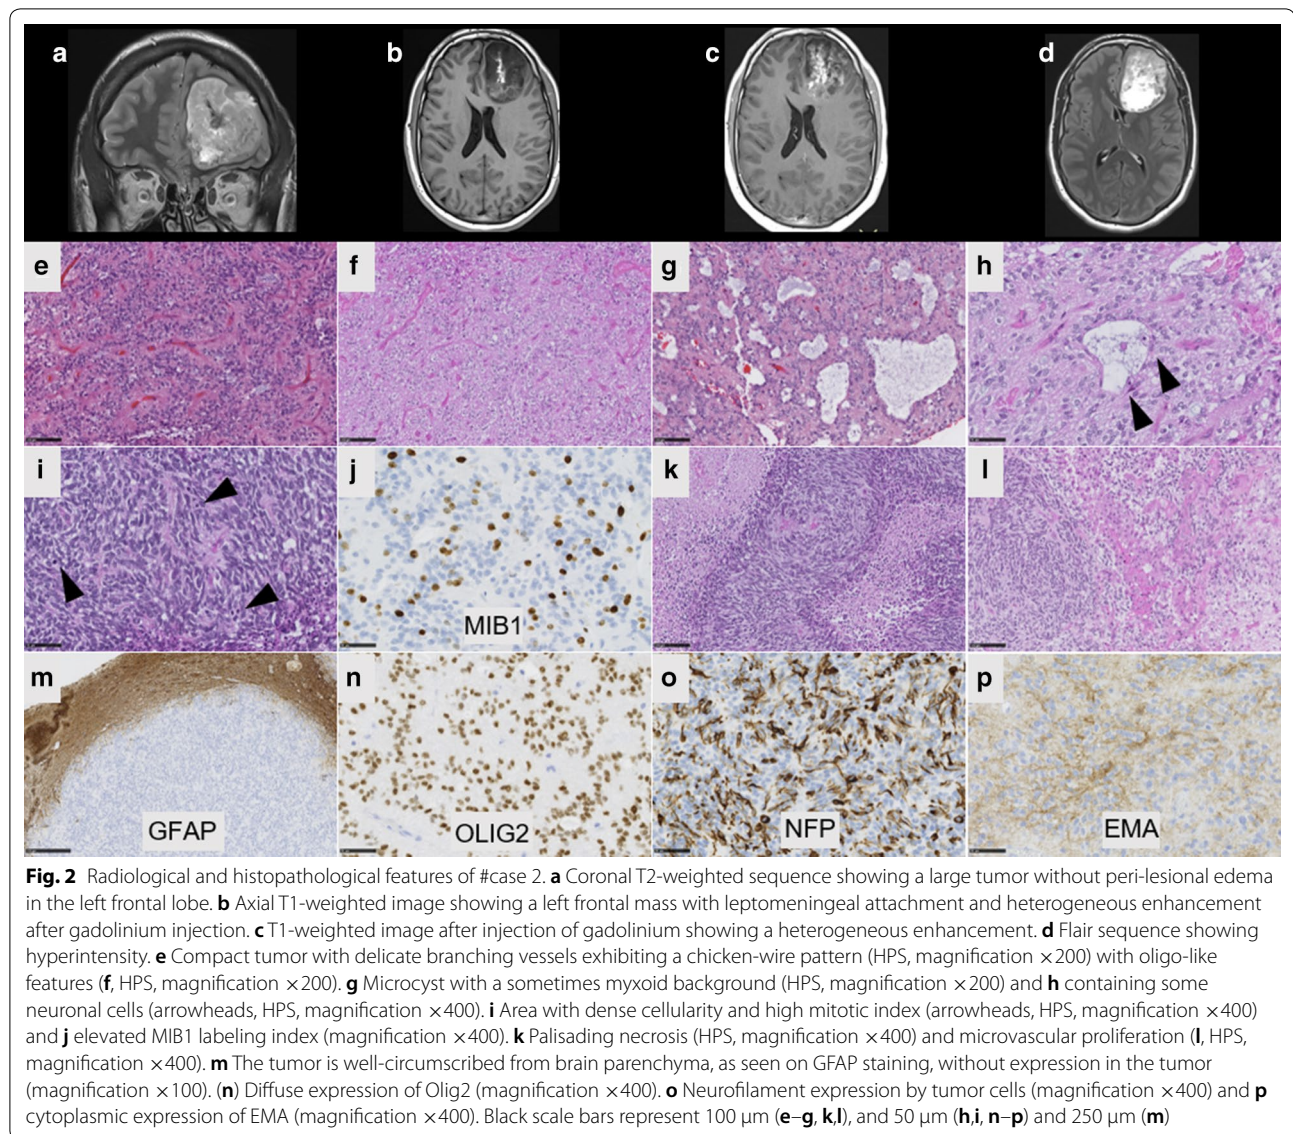 a b c d
e f g h
i j k l
MIB1
m n o p
GFAP OLIG2 NFP EMA
Fig. 2 Radiological and histopathological features of #case 2. a Coronal T2-weighted sequence showing a large tumor without peri-lesional edema
in the left frontal lobe. b Axial T1-weighted image showing a left frontal mass with leptomeningeal attachment and heterogeneous enhancement
after gadolinium injection. c T1-weighted image after injection of gadolinium showing a heterogeneous enhancement. d Flair sequence showing
hyperintensity. e Compact tumor with delicate branching vessels exhibiting a chicken-wire pattern (HPS, magnification ×200) with oligo-like
features (f, HPS, magnification ×200). g Microcyst with a sometimes myxoid background (HPS, magnification ×200) and h containing some
neuronal cells (arrowheads, HPS, magnification ×400). i Area with dense cellularity and high mitotic index (arrowheads, HPS, magnification ×400)
and j elevated MIB1 labeling index (magnification ×400). k Palisading necrosis (HPS, magnification ×400) and microvascular proliferation (l, HPS,
magnification ×400). m The tumor is well-circumscribed from brain parenchyma, as seen on GFAP staining, without expression in the tumor
(magnification ×100). (n) Diffuse expression of Olig2 (magnification ×400). o Neurofilament expression by tumor cells (magnification ×400) and p
cytoplasmic expression of EMA (magnification ×400). Black scale bars represent 100 μm (e–g, k,l), and 50 μm (h,i, n–p) and 250 μm (m)